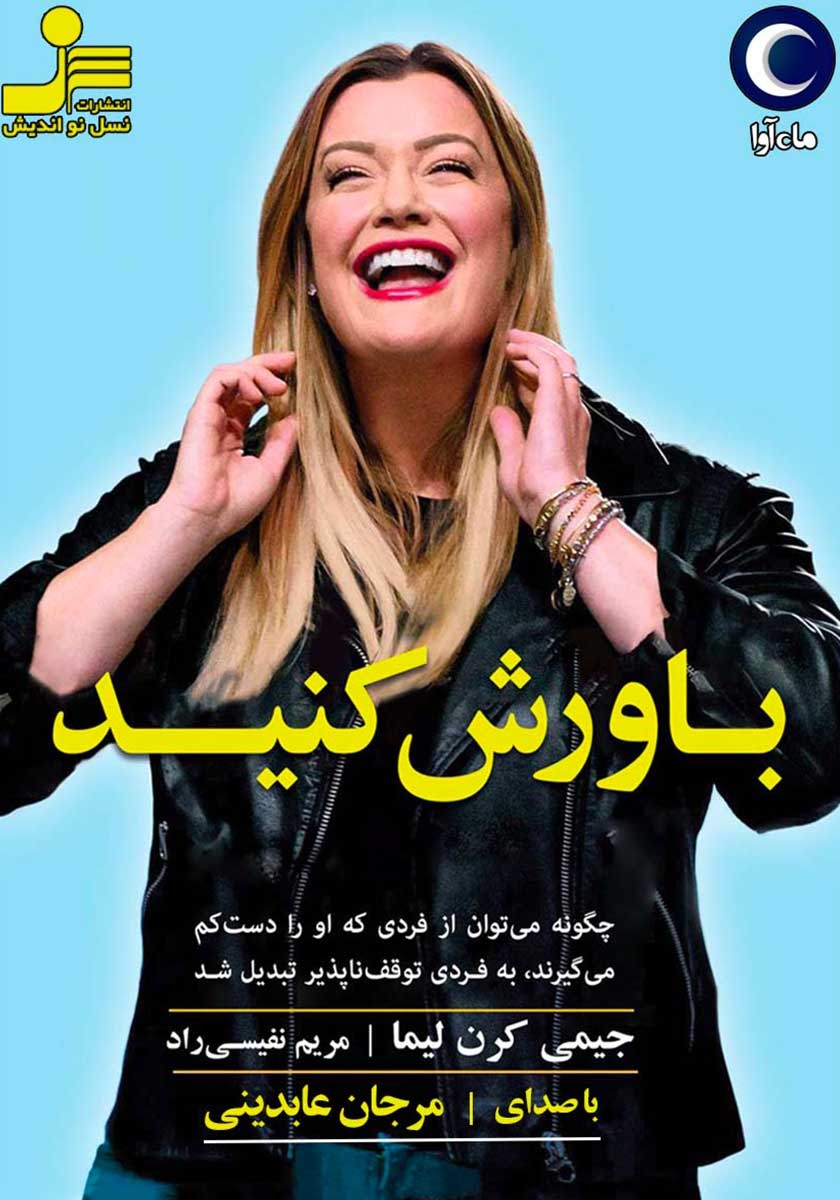 انتشارات
نسل نو اندیش
ماه‌آوا
باورش کنید
چگونه می‌توان از فردی که او را دست‌کم
می‌گیرند، به فردی توقف‌ناپذیر تبدیل شد
جیمی کرن لیما | مریم نفیسی‌راد
با صدای | مرجان عابدینی